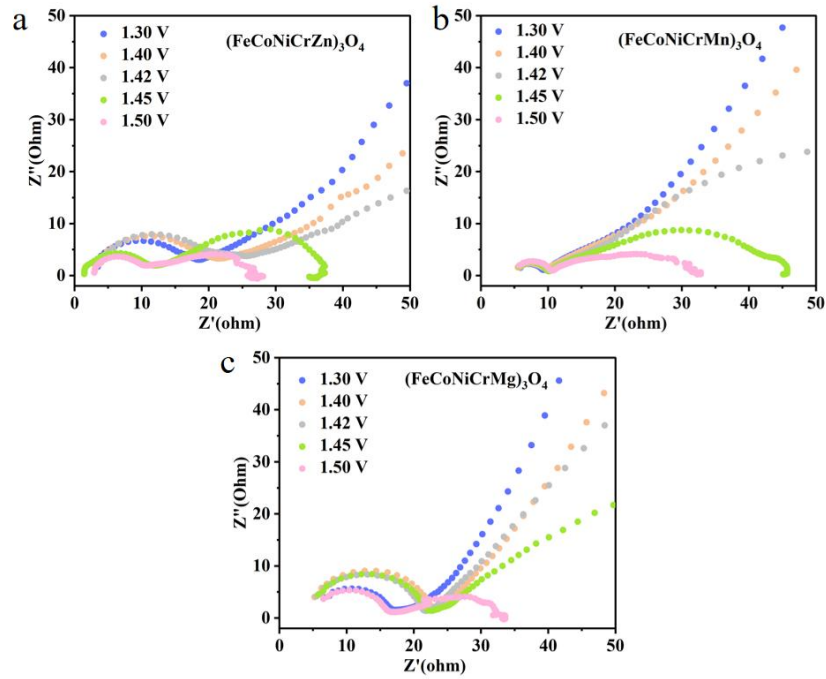 a
(FeCoNiCrZn)₃O₄
1.30 V
1.40 V
1.42 V
1.45 V
1.50 V
Z"(Ohm)
50
40
30
20
10
0
0 10 20 30 40 50
Z'(ohm)
b
(FeCoNiCrMn)₃O₄
1.30 V
1.40 V
1.42 V
1.45 V
1.50 V
Z"(Ohm)
50
40
30
20
10
0
0 10 20 30 40 50
Z'(ohm)
c
(FeCoNiCrMg)₃O₄
1.30 V
1.40 V
1.42 V
1.45 V
1.50 V
Z"(Ohm)
50
40
30
20
10
0
0 10 20 30 40 50
Z'(ohm)